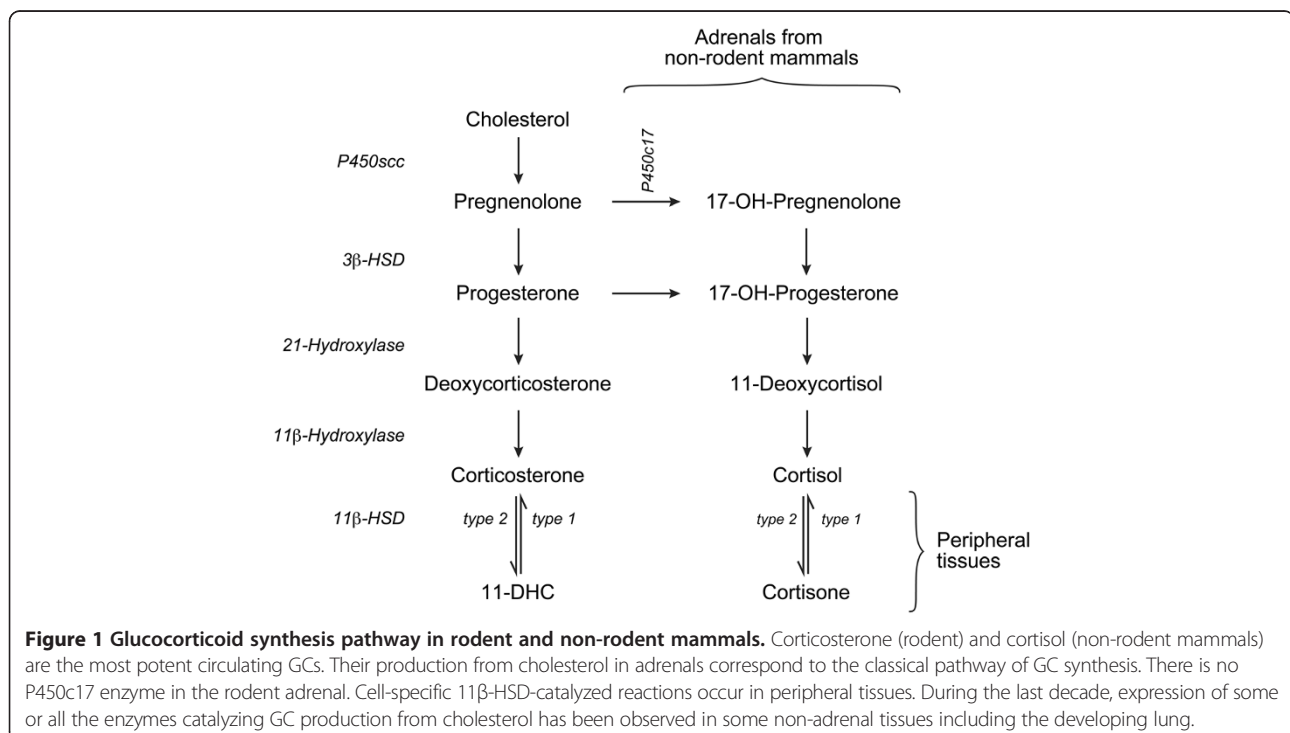 Adrenals from
non-rodent mammals
Cholesterol
P450scc
P450c17
Pregnenolone
17-OH-Pregnenolone
3β-HSD
Progesterone
17-OH-Progesterone
21-Hydroxylase
Deoxycorticosterone
11-Deoxycortisol
11β-Hydroxylase
Corticosterone
Cortisol
11β-HSD
type 2
type 1
type 2
type 1
Peripheral
tissues
11-DHC
Cortisone
Figure 1 Glucocorticoid synthesis pathway in rodent and non-rodent mammals. Corticosterone (rodent) and cortisol (non-rodent mammals)
are the most potent circulating GCs. Their production from cholesterol in adrenals correspond to the classical pathway of GC synthesis. There is no
P450c17 enzyme in the rodent adrenal. Cell-specific 11β-HSD-catalyzed reactions occur in peripheral tissues. During the last decade, expression of some
or all the enzymes catalyzing GC production from cholesterol has been observed in some non-adrenal tissues including the developing lung.